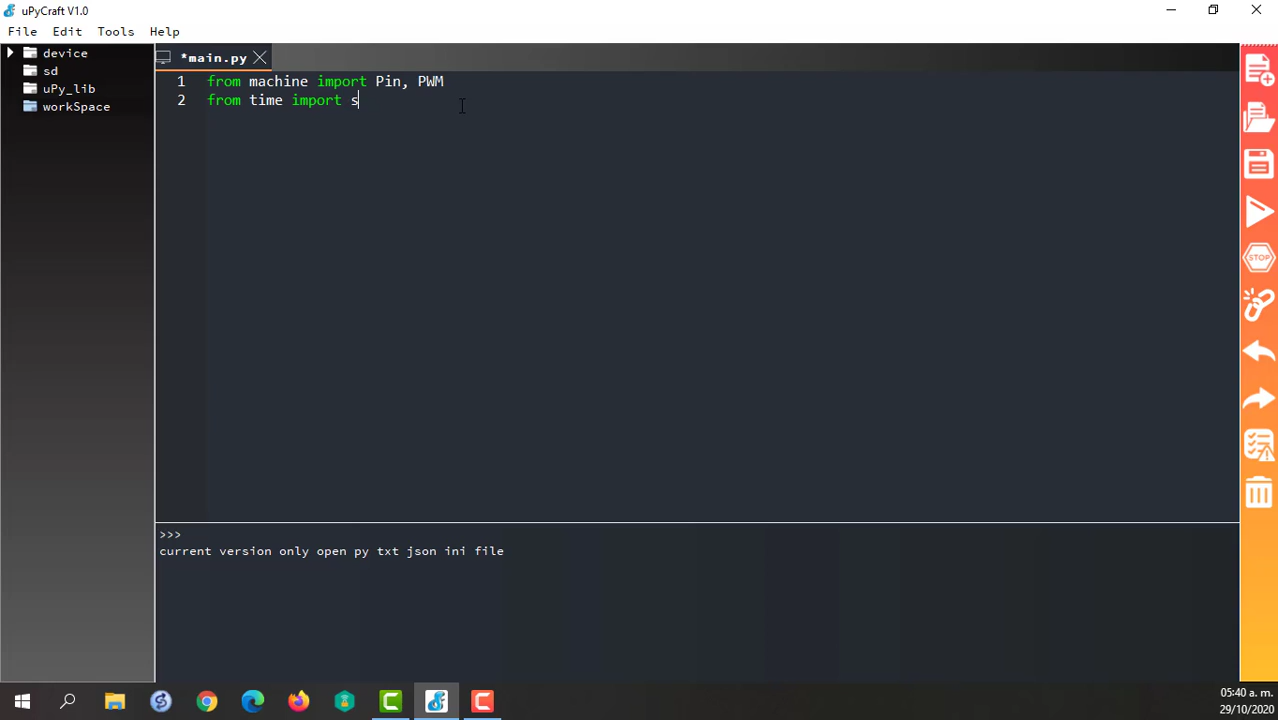 uPyCraft V1.0
File Edit Tools Help
device
sd
uPy_lib
workSpace
*main.py
1 from machine import Pin, PWM
2 from time import s
STOP
>>>
current version only open py txt json ini file
05:40 a. m.
29/10/2020